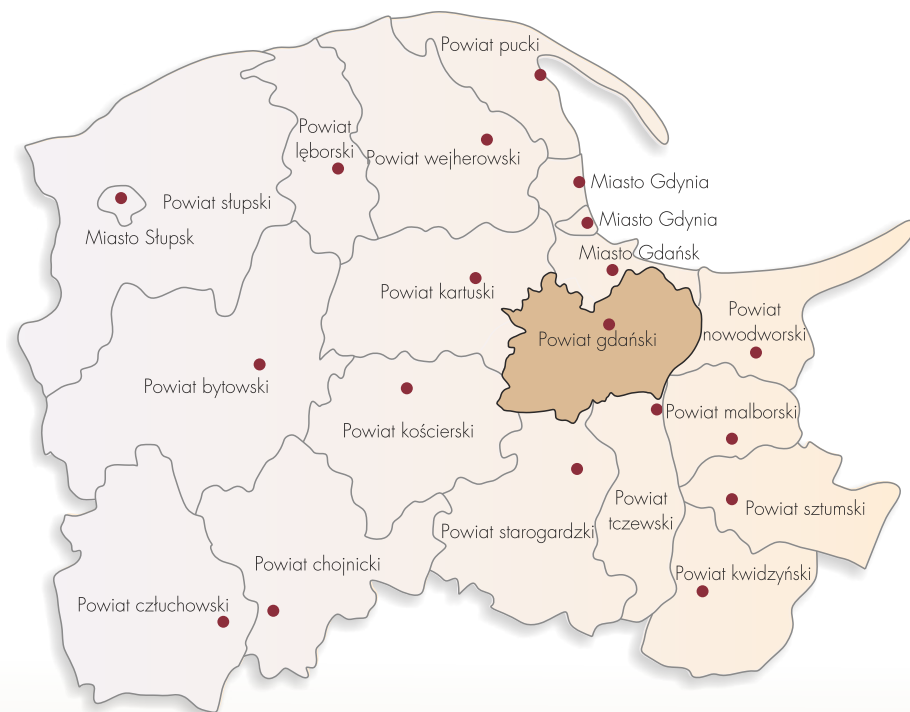 Powiat pucki
Powiat
lęborski
Powiat wejherowski
Miasto Gdynia
Powiat słupski
Miasto Gdynia
Miasto Słupsk
Miasto Gdańsk
Powiat kartuski
Powiat
nowodworski
Powiat gdański
Powiat bytowski
Powiat malborski
Powiat kościerski
Powiat
tczewski
Powiat sztumski
Powiat starogardzki
Powiat chojnicki
Powiat kwidzyński
Powiat człuchowski